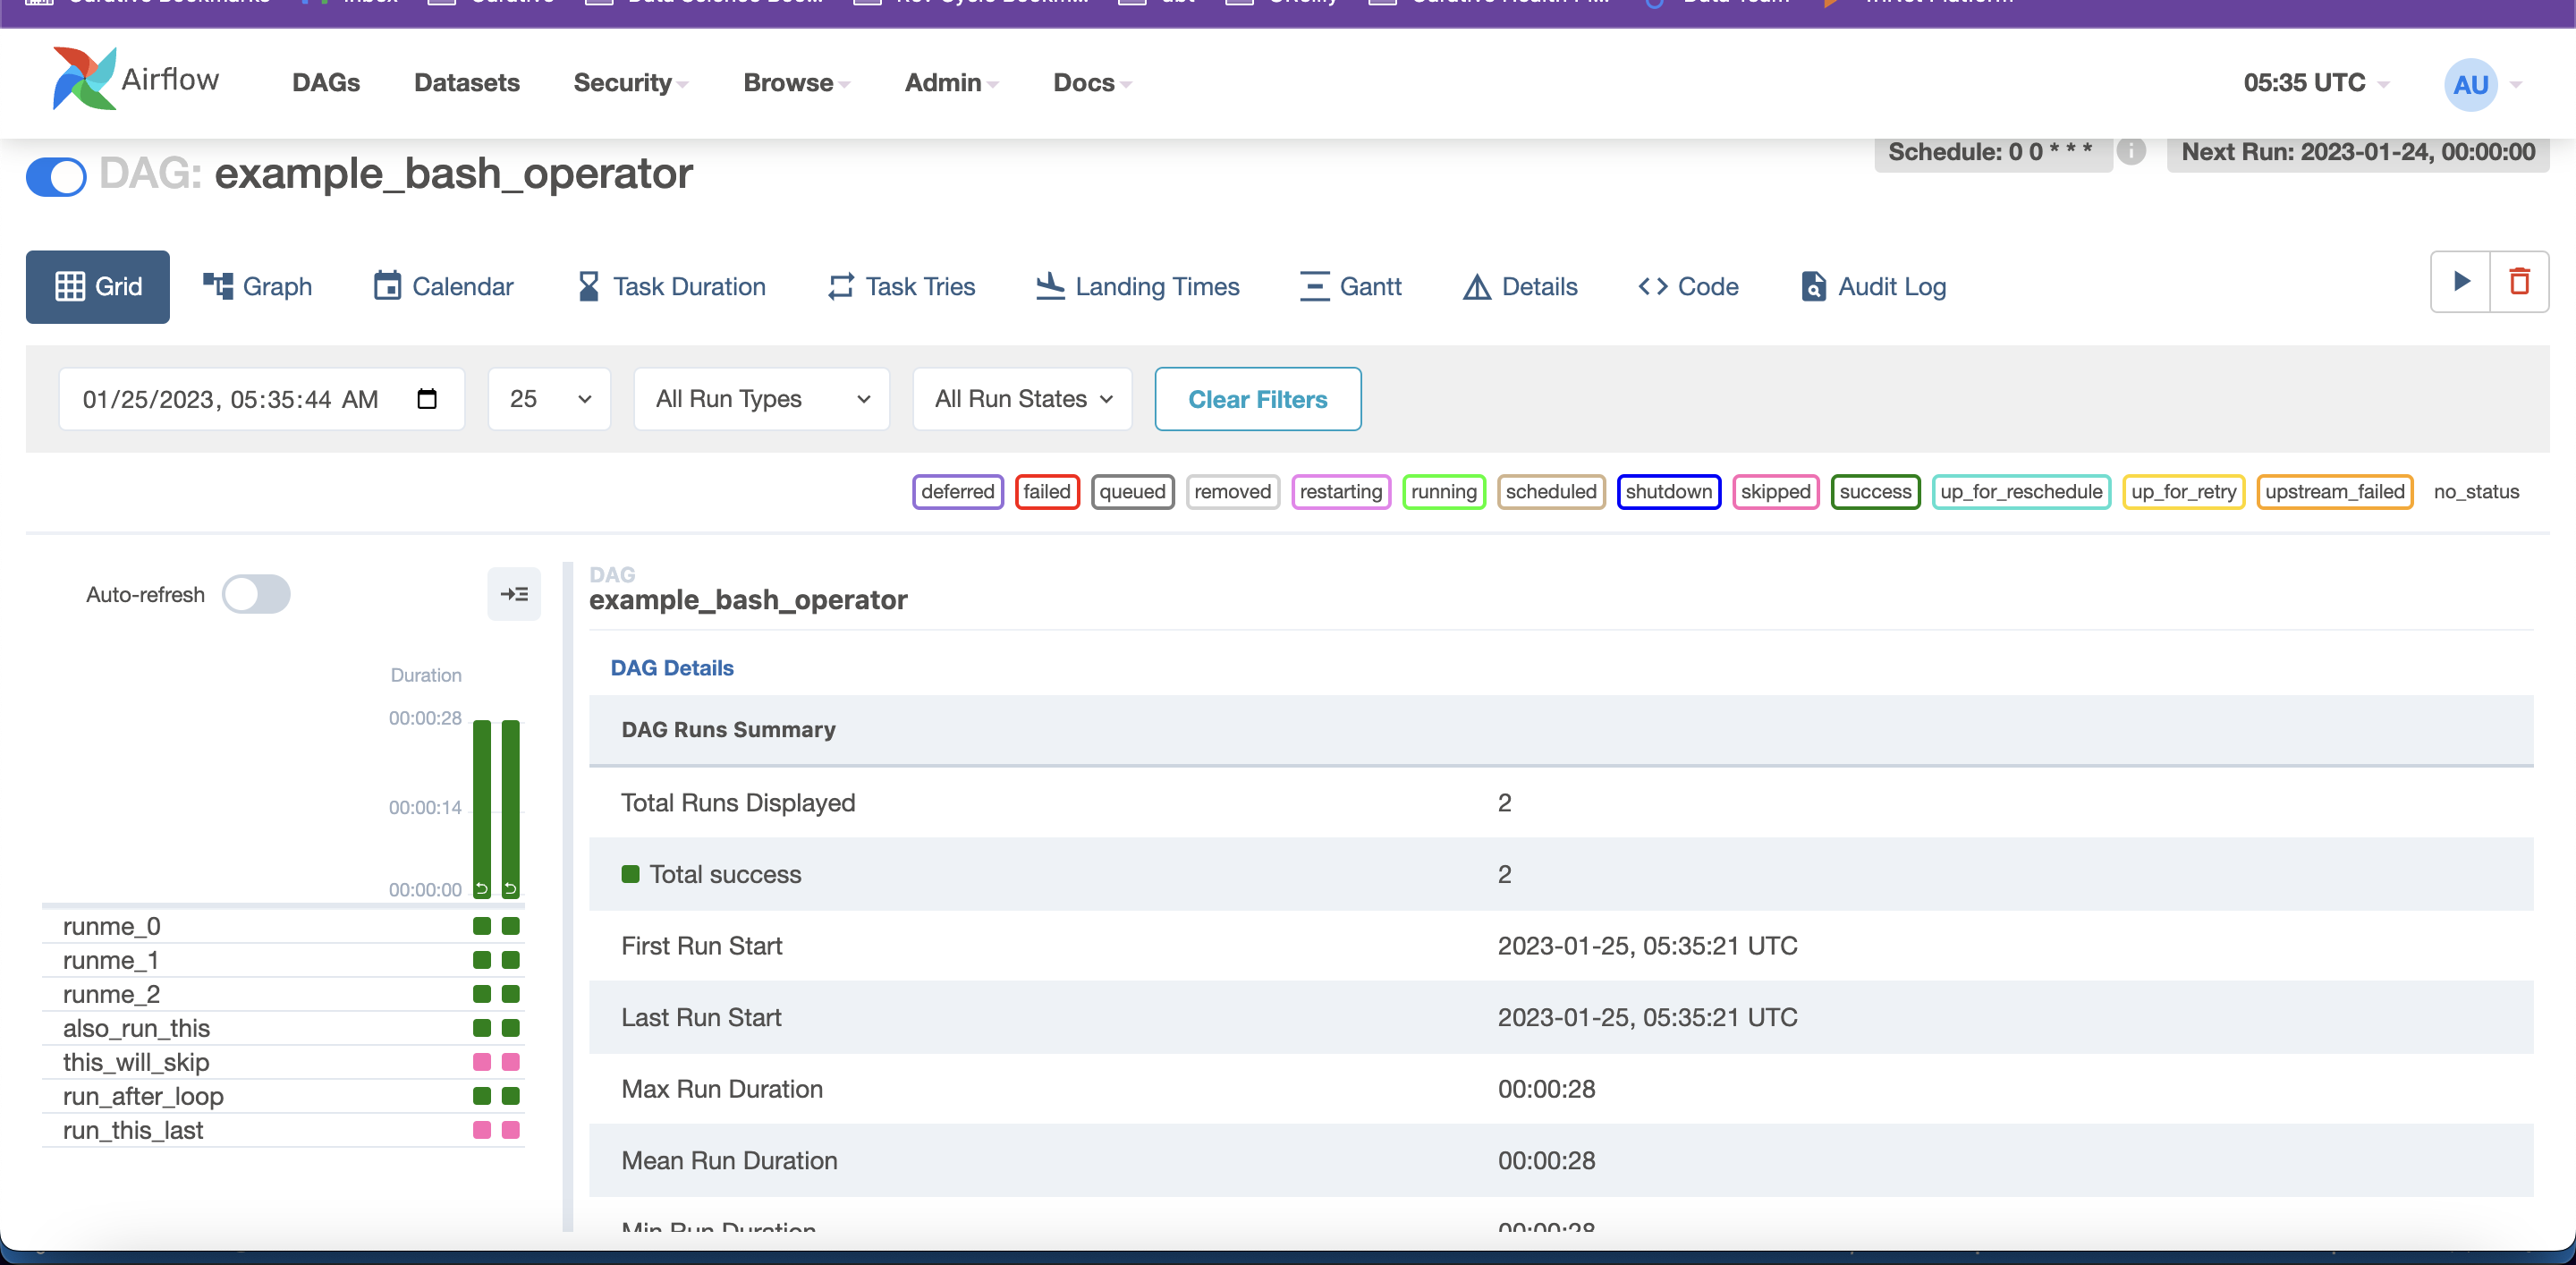 Airflow DAGs Datasets Security Browse Admin Docs 05:35 UTC AU
DAG: example_bash_operator Schedule: 0 0 * * * i Next Run: 2023-01-24, 00:00:00
Grid Graph Calendar Task Duration Task Tries Landing Times Gantt Details Code Audit Log
01/25/2023, 05:35:44 AM 25 All Run Types All Run States Clear Filters
deferred failed queued removed restarting running scheduled shutdown skipped success up_for_reschedule up_for_retry upstream_failed no_status
Auto-refresh
Duration
00:00:28
00:00:14
00:00:00
runme_0
runme_1
runme_2
also_run_this
this_will_skip
run_after_loop
run_this_last
DAG
example_bash_operator
DAG Details
DAG Runs Summary
Total Runs Displayed 2
Total success 2
First Run Start 2023-01-25, 05:35:21 UTC
Last Run Start 2023-01-25, 05:35:21 UTC
Max Run Duration 00:00:28
Mean Run Duration 00:00:28
Min Run Duration 00:00:28